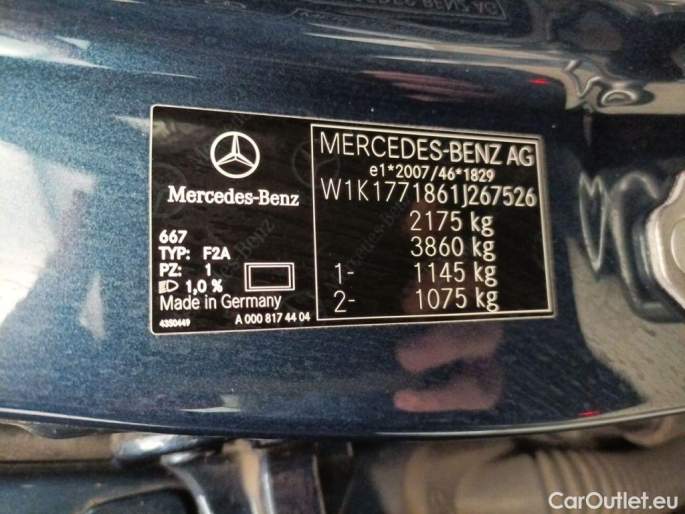 Mercedes-Benz
667
TYP: F2A
PZ: 1
1,0 %
Made in Germany
4350449
A 000 817 44 04
MERCEDES-BENZ AG
e1*2007/46*1829
W1K1771861J267526
2175 kg
3860 kg
1- 1145 kg
2- 1075 kg
CarOutlet.eu